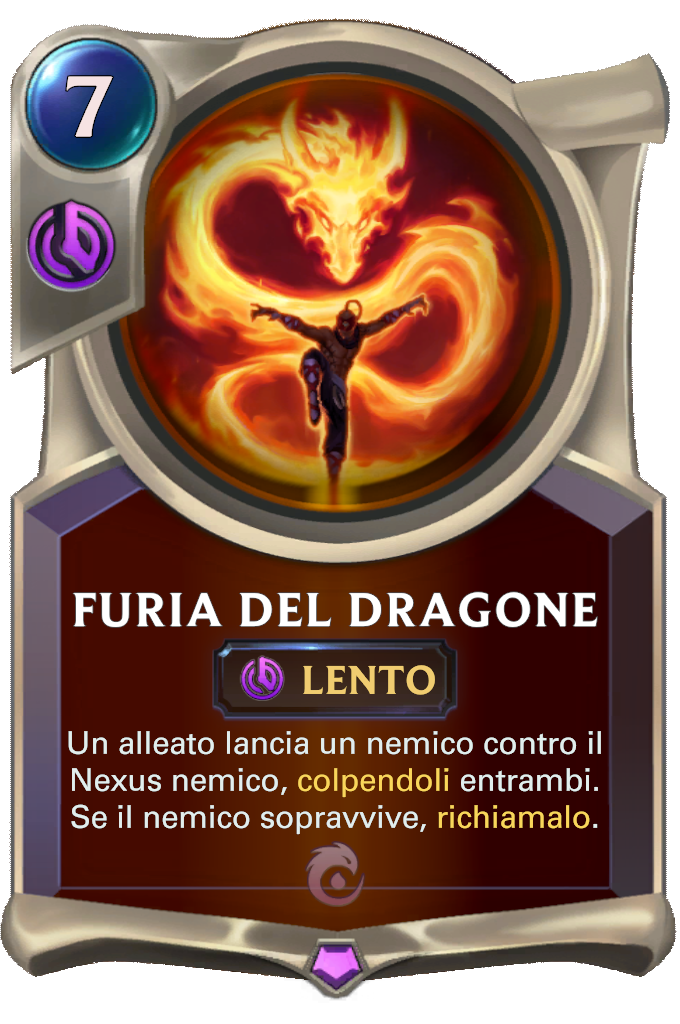 7
FURIA DEL DRAGONE
LENTO
Un alleato lancia un nemico contro il
Nexus nemico, colpendoli entrambi.
Se il nemico sopravvive, richiamalo.